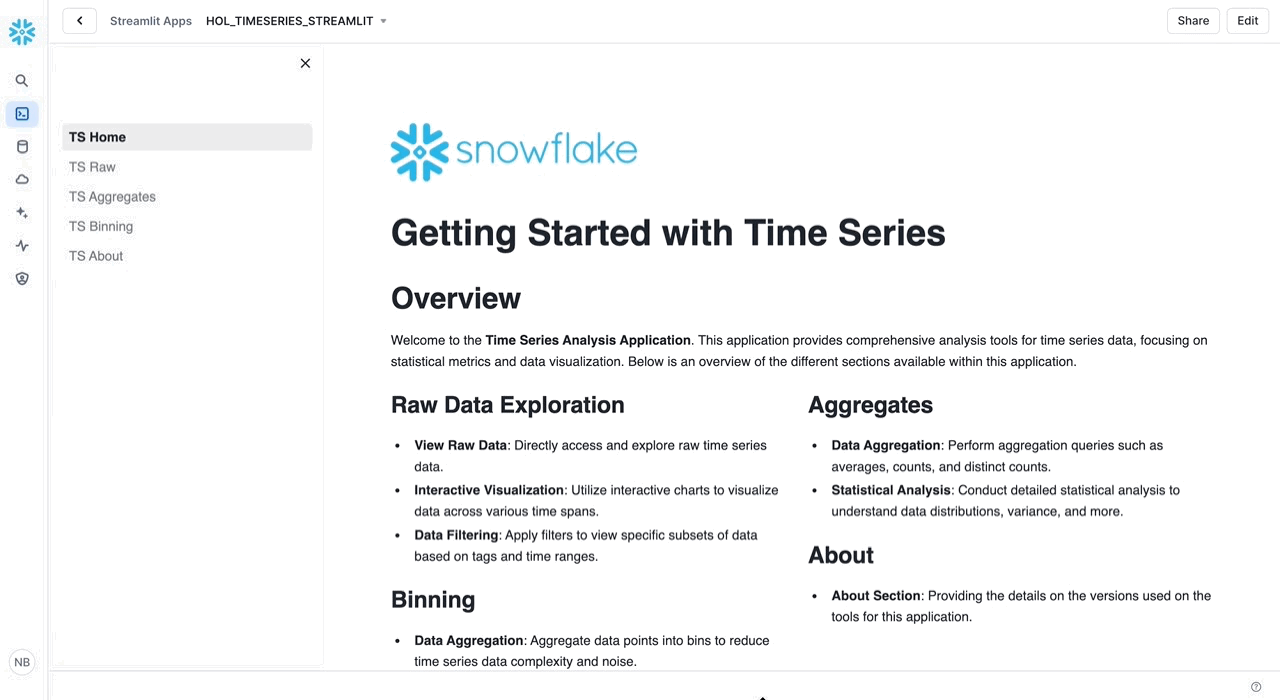 Streamlit Apps HOL_TIMESERIES_STREAMLIT
Share Edit
TS Home
TS Raw
TS Aggregates
TS Binning
TS About
NB
snowflake
Getting Started with Time Series
Overview
Welcome to the Time Series Analysis Application. This application provides comprehensive analysis tools for time series data, focusing on
statistical metrics and data visualization. Below is an overview of the different sections available within this application.
Raw Data Exploration
• View Raw Data: Directly access and explore raw time series
data.
• Interactive Visualization: Utilize interactive charts to visualize
data across various time spans.
• Data Filtering: Apply filters to view specific subsets of data
based on tags and time ranges.
Binning
• Data Aggregation: Aggregate data points into bins to reduce
time series data complexity and noise.
Aggregates
• Data Aggregation: Perform aggregation queries such as
averages, counts, and distinct counts.
• Statistical Analysis: Conduct detailed statistical analysis to
understand data distributions, variance, and more.
About
• About Section: Providing the details on the versions used on the
tools for this application.